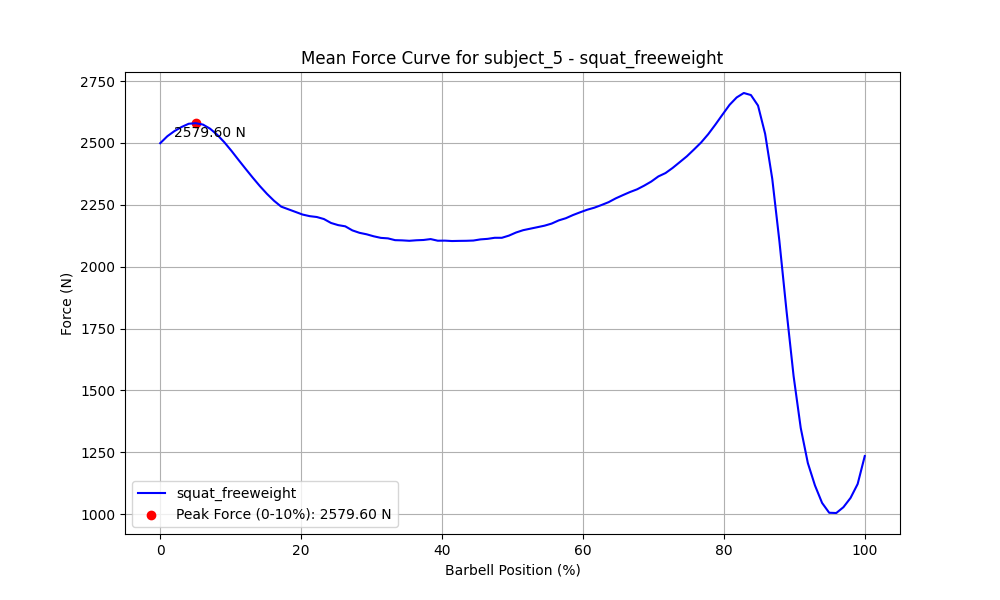 Mean Force Curve for subject_5 - squat_freeweight
2750
2500
2250
2000
1750
1500
1250
1000
Force (N)
2579.60 N
squat_freeweight
Peak Force (0-10%): 2579.60 N
0 20 40 60 80 100
Barbell Position (%)